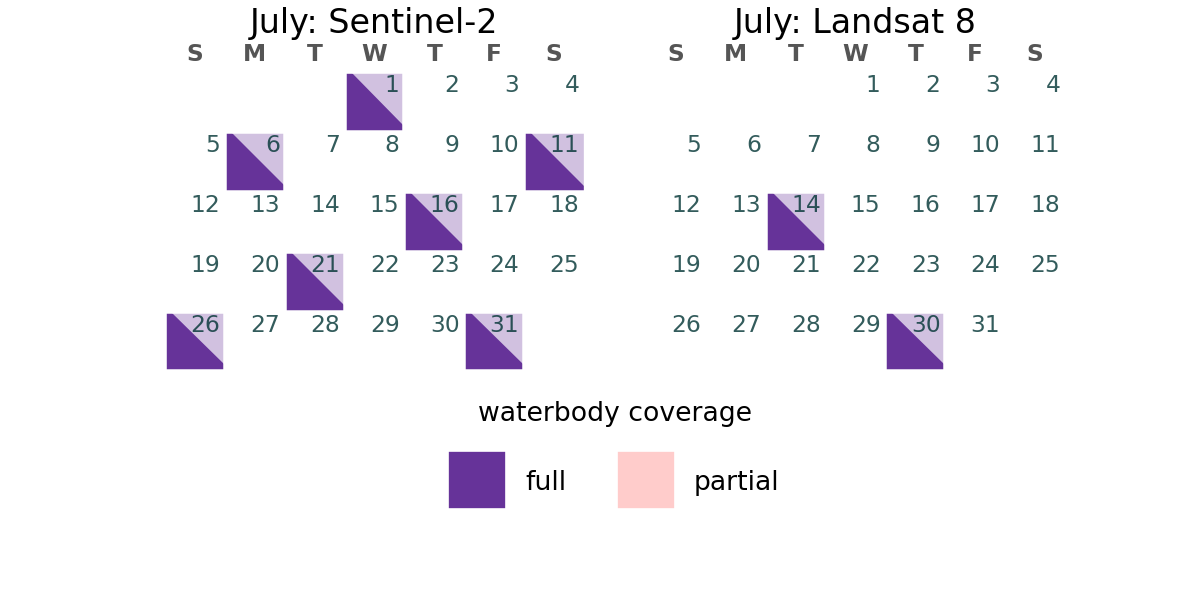 July: Sentinel-2
S M T W T F S
1 2 3 4
5 6 7 8 9 10 11
12 13 14 15 16 17 18
19 20 21 22 23 24 25
26 27 28 29 30 31
July: Landsat 8
S M T W T F S
1 2 3 4
5 6 7 8 9 10 11
12 13 14 15 16 17 18
19 20 21 22 23 24 25
26 27 28 29 30 31
waterbody coverage
full partial